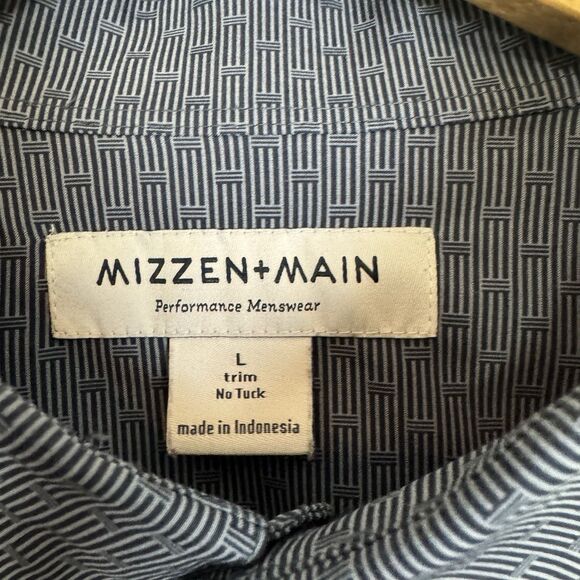 MIZZEN+MAIN
Performance Menswear
L
trim
No Tuck
made in Indonesia